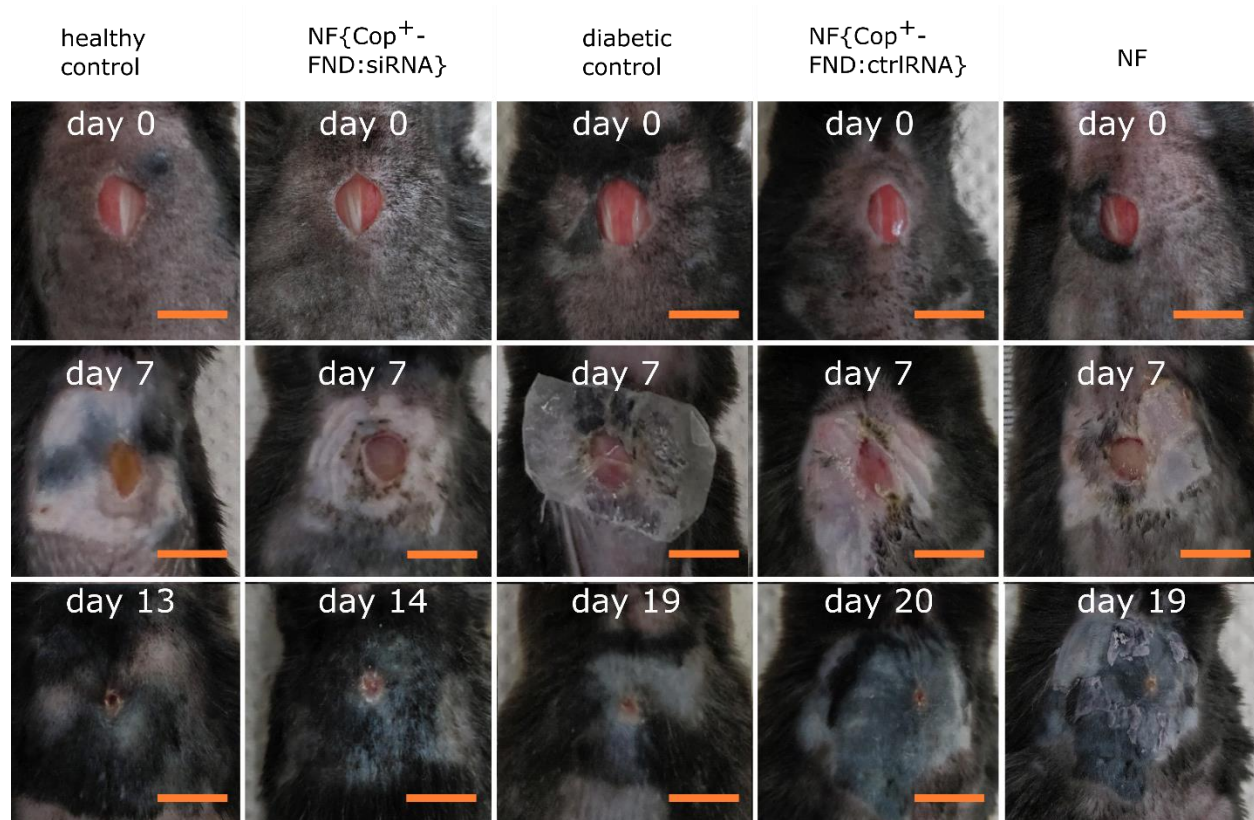 healthy
control
NF{Cop+-
FND:siRNA}
diabetic
control
NF{Cop+-
FND:ctrlRNA}
NF
day 0
day 0
day 0
day 0
day 0
day 7
day 7
day 7
day 7
day 7
day 13
day 14
day 19
day 20
day 19